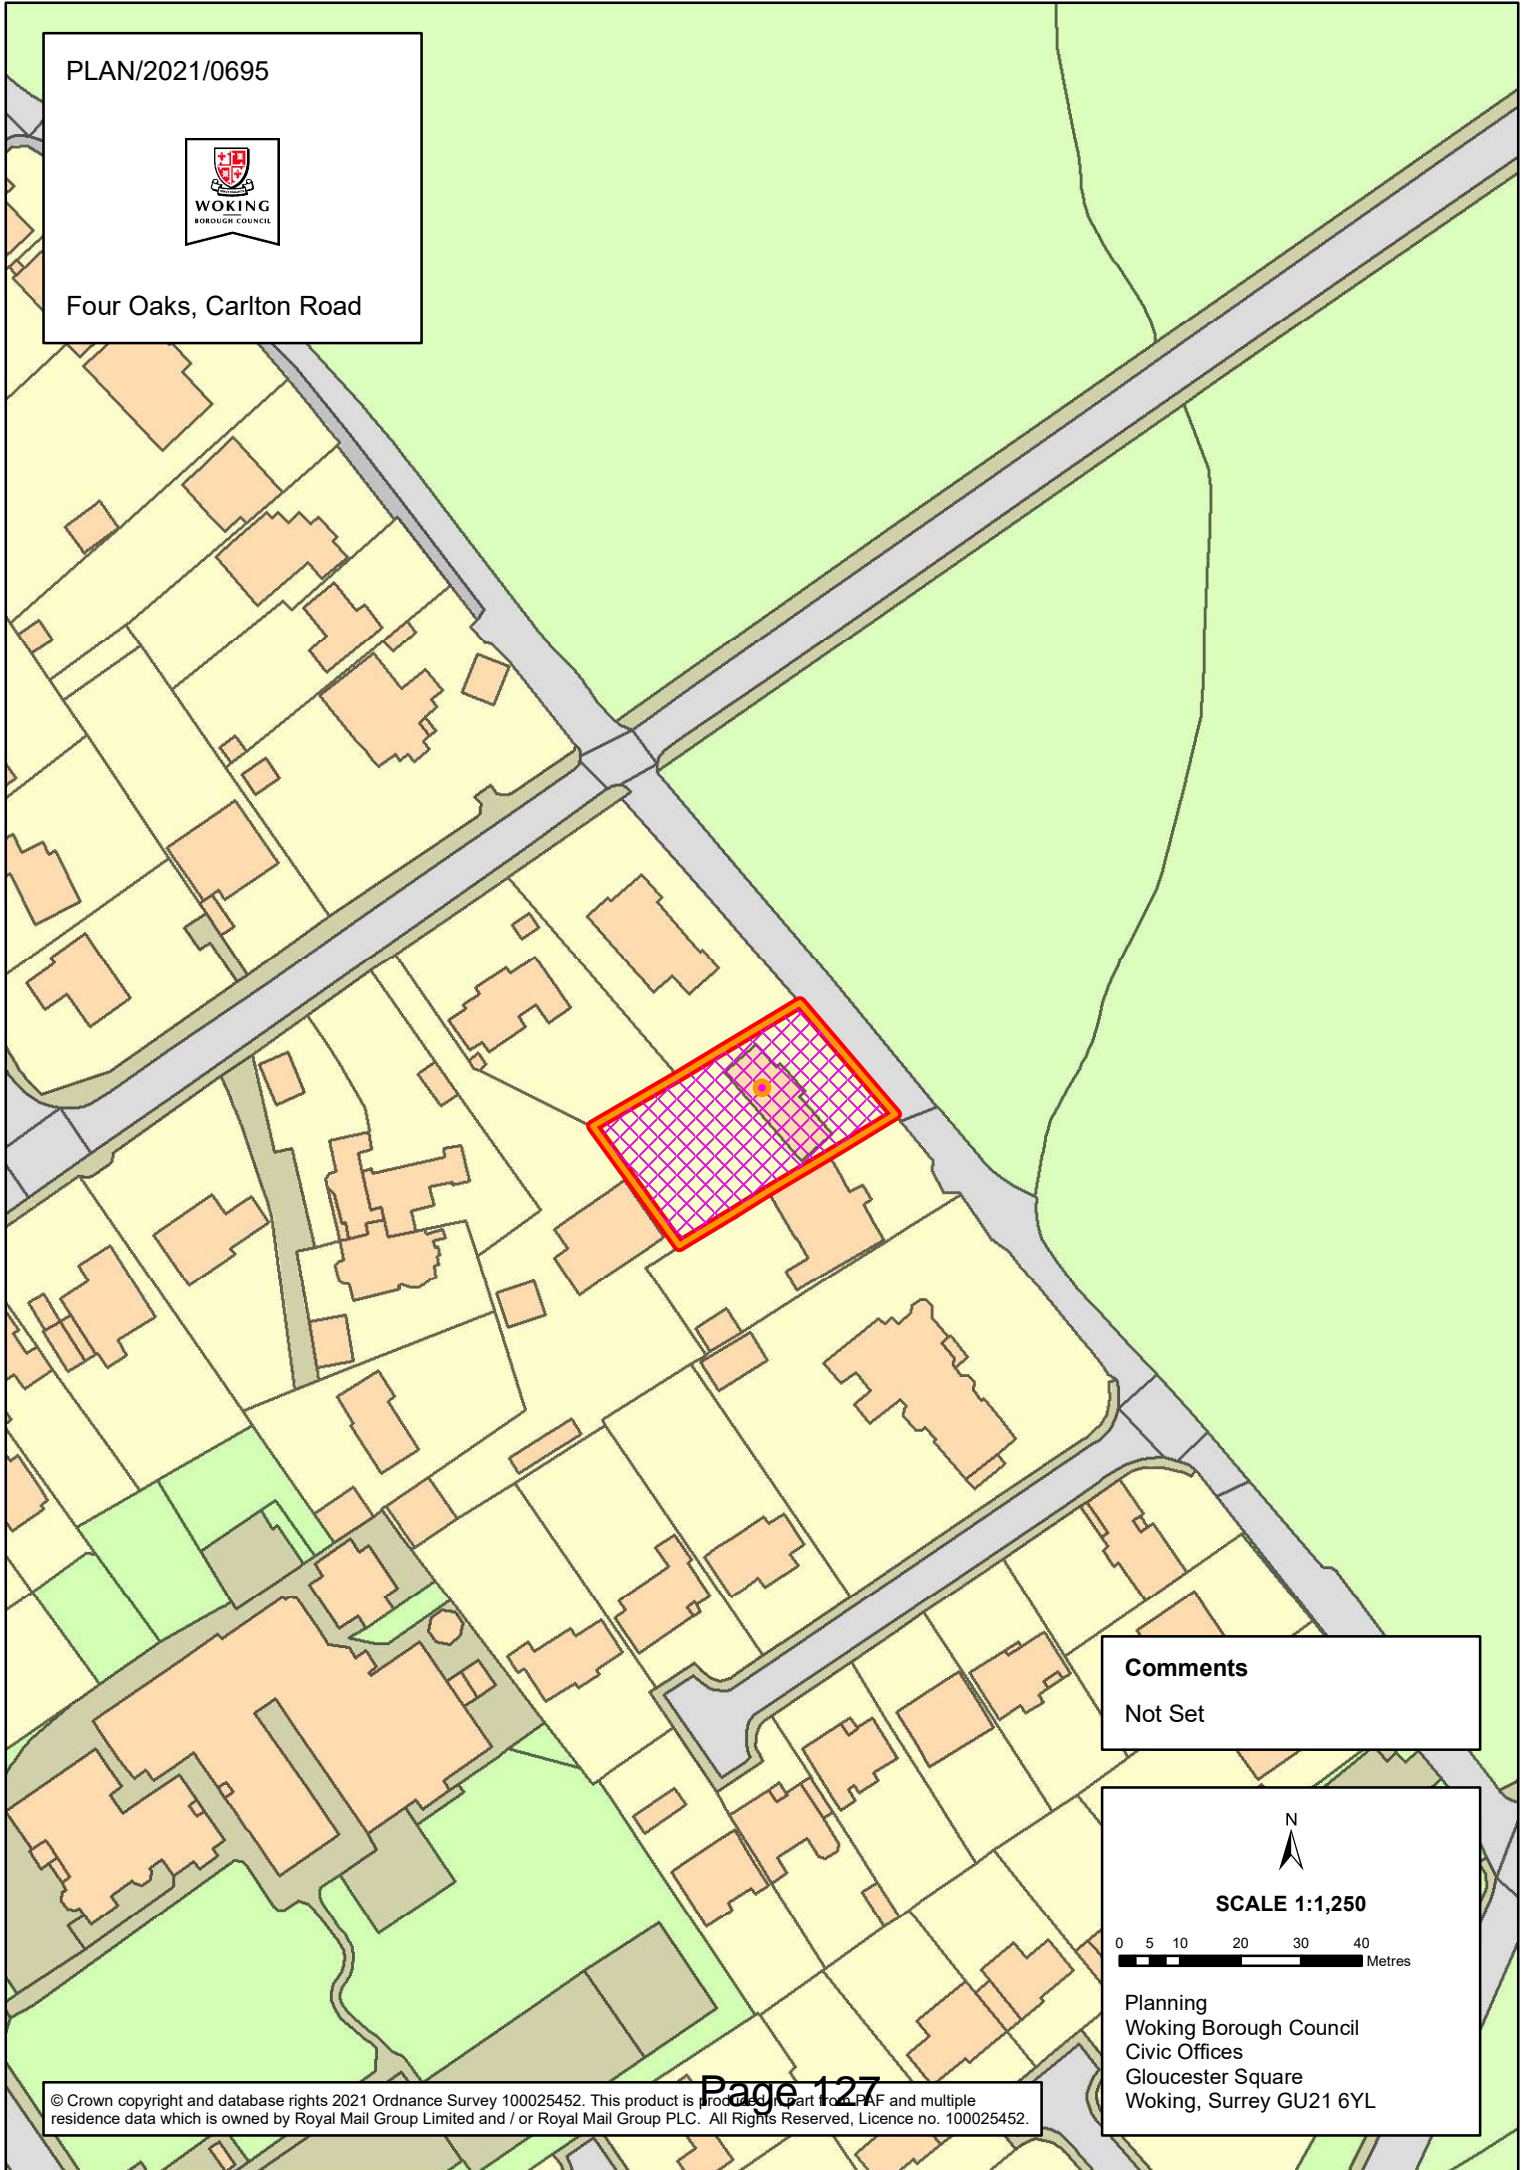 PLAN/2021/0695
WOKING
BOROUGH COUNCIL
Four Oaks, Carlton Road
Comments
Not Set
N
SCALE 1:1,250
0 5 10 20 30 40
Metres
Planning
Woking Borough Council
Civic Offices
Gloucester Square
Woking, Surrey GU21 6YL
Page 127
© Crown copyright and database rights 2021 Ordnance Survey 100025452. This product is produced in part from PAF and multiple
residence data which is owned by Royal Mail Group Limited and / or Royal Mail Group PLC. All Rights Reserved, Licence no. 100025452.